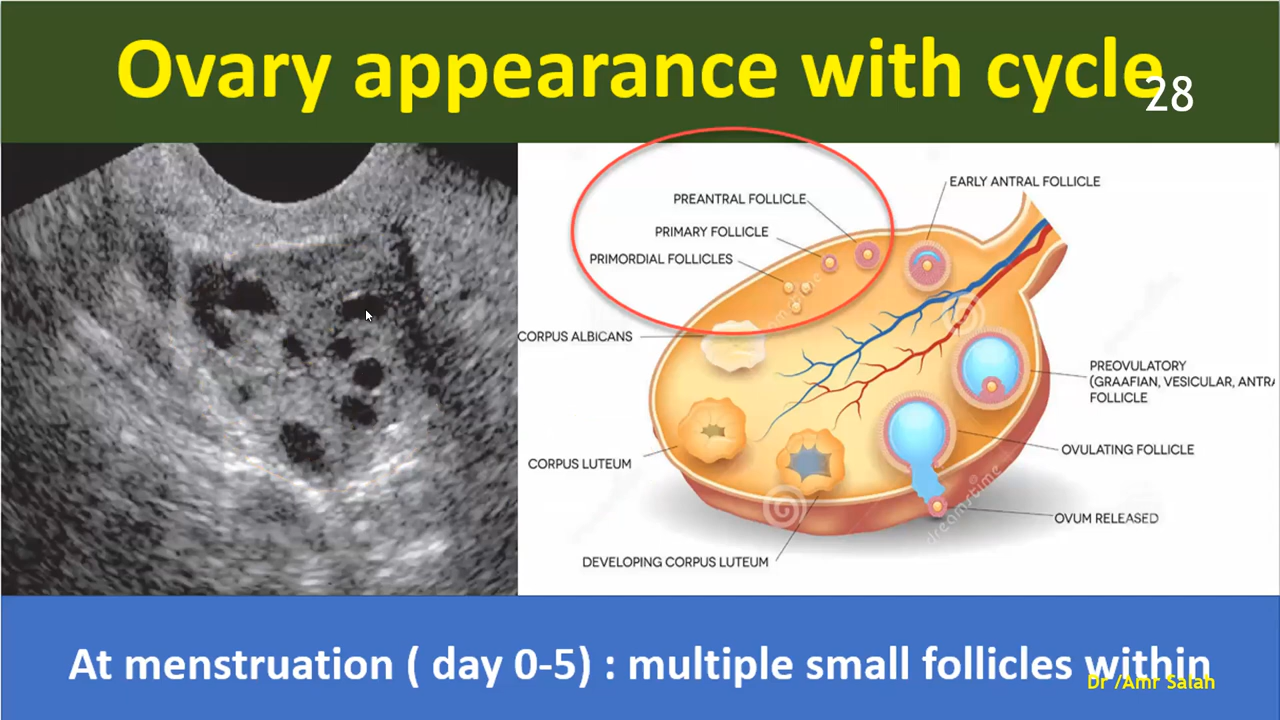 Ovary appearance with cycle
28
PREANTRAL FOLLICLE
PRIMARY FOLLICLE
PRIMORDIAL FOLLICLES
EARLY ANTRAL FOLLICLE
CORPUS ALBICANS
PREOVULATORY
(GRAAFIAN, VESICULAR, ANTRA
FOLLICLE
CORPUS LUTEUM
OVULATING FOLLICLE
OVUM RELEASED
DEVELOPING CORPUS LUTEUM
dreamstime
At menstruation ( day 0-5) : multiple small follicles within
Dr /Amr Salah